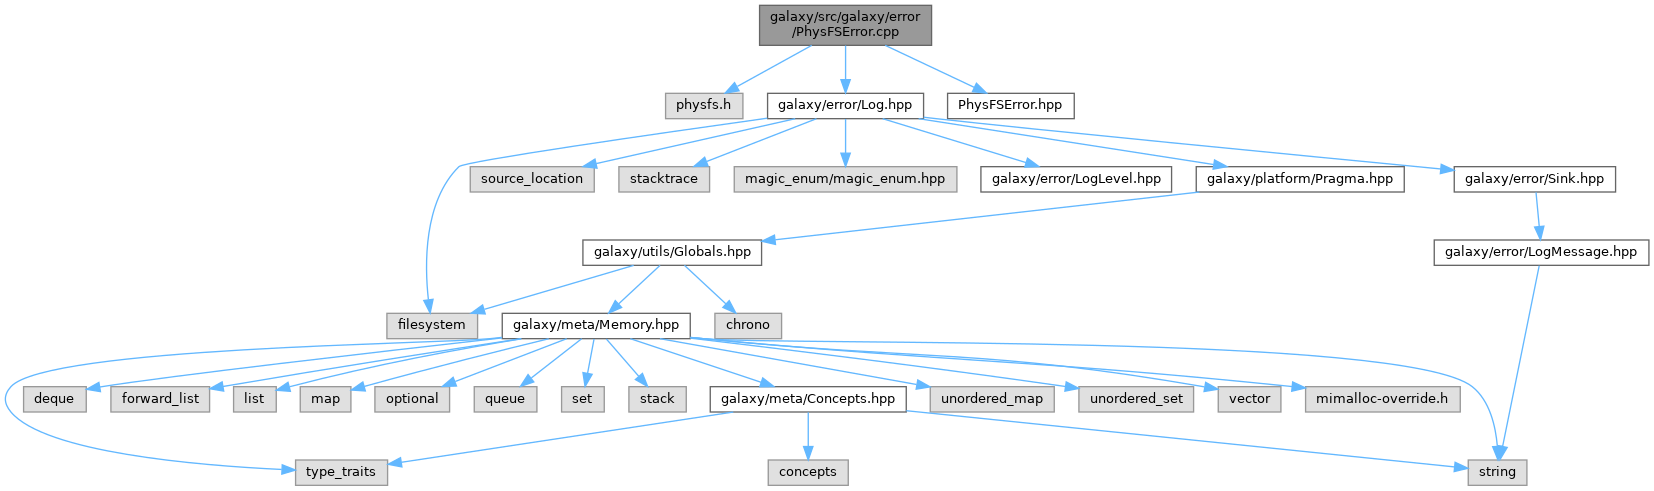 galaxy/src/galaxy/error
/PhysFSError.cpp
physfs.h
galaxy/error/Log.hpp
PhysFSError.hpp
source_location
stacktrace
magic_enum/magic_enum.hpp
galaxy/error/LogLevel.hpp
galaxy/platform/Pragma.hpp
galaxy/error/Sink.hpp
galaxy/utils/Globals.hpp
galaxy/error/LogMessage.hpp
filesystem
galaxy/meta/Memory.hpp
chrono
deque
forward_list
list
map
optional
queue
set
stack
galaxy/meta/Concepts.hpp
unordered_map
unordered_set
vector
mimalloc-override.h
type_traits
concepts
string